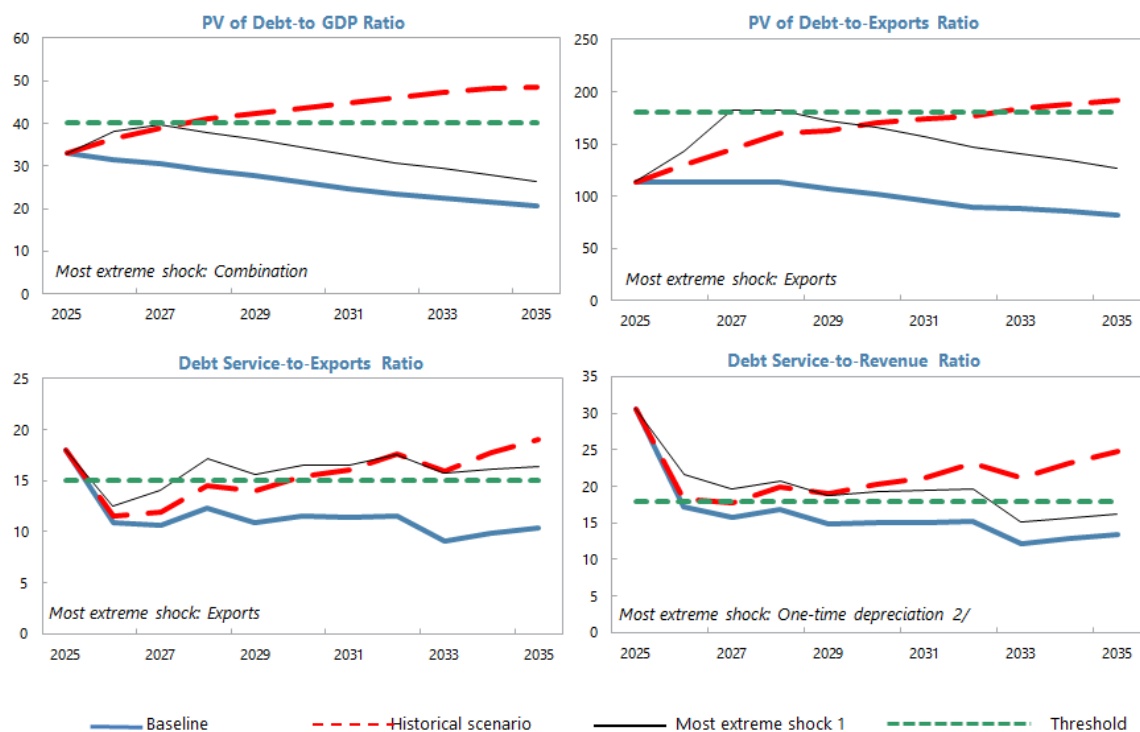 PV of Debt-to GDP Ratio
60
50
40
30
20
10
0
Most extreme shock: Combination
2025 2027 2029 2031 2033 2035
PV of Debt-to-Exports Ratio
250
200
150
100
50
0
Most extreme shock: Exports
2025 2027 2029 2031 2033 2035
Debt Service-to-Exports Ratio
25
20
15
10
5
0
Most extreme shock: Exports
2025 2027 2029 2031 2033 2035
Debt Service-to-Revenue Ratio
35
30
25
20
15
10
5
0
Most extreme shock: One-time depreciation 2/
2025 2027 2029 2031 2033 2035
Baseline Historical scenario Most extreme shock 1 Threshold